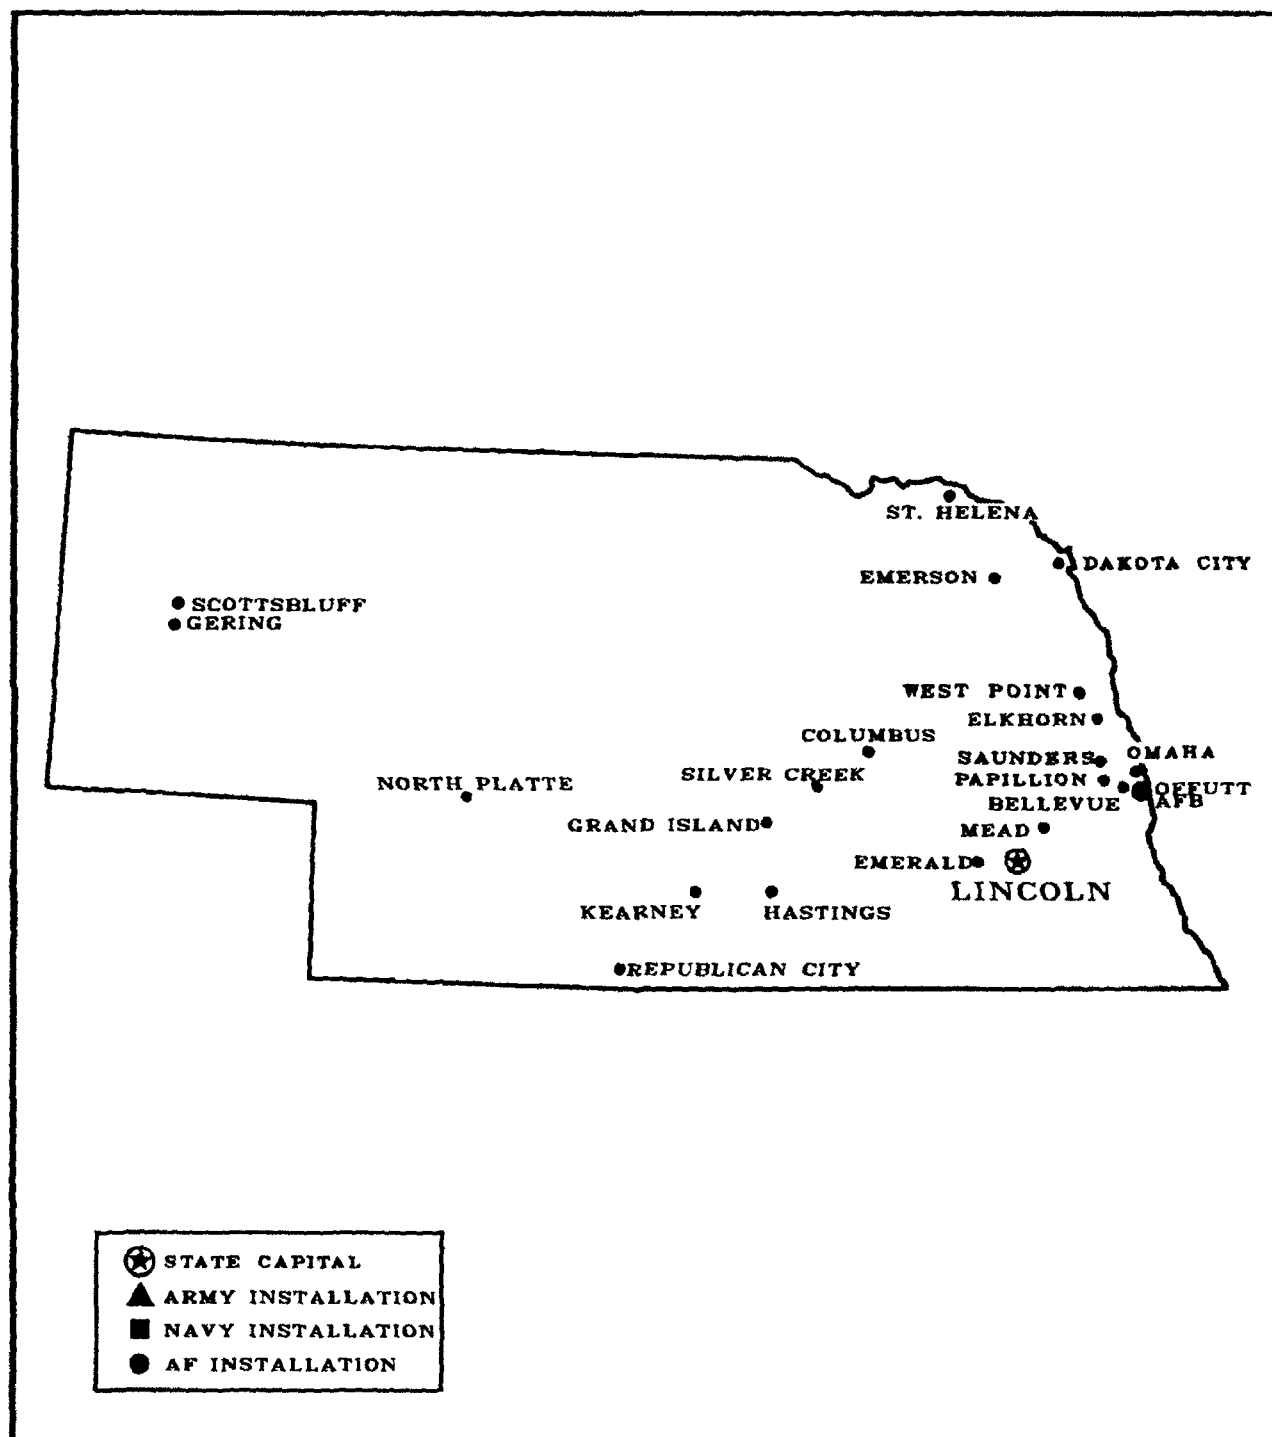 ST. HELENA
DAKOTA CITY
EMERSON
SCOTTSBLUFF
GERING
WEST POINT
ELKHORN
COLUMBUS
SAUNDERS
OMAHA
NORTH PLATTE
SILVER CREEK
PAPILLION
OFFUTT
AFB
BELLEVUE
GRAND ISLAND
MEAD
EMERALD
LINCOLN
KEARNEY
HASTINGS
REPUBLICAN CITY
STATE CAPITAL
ARMY INSTALLATION
NAVY INSTALLATION
AF INSTALLATION